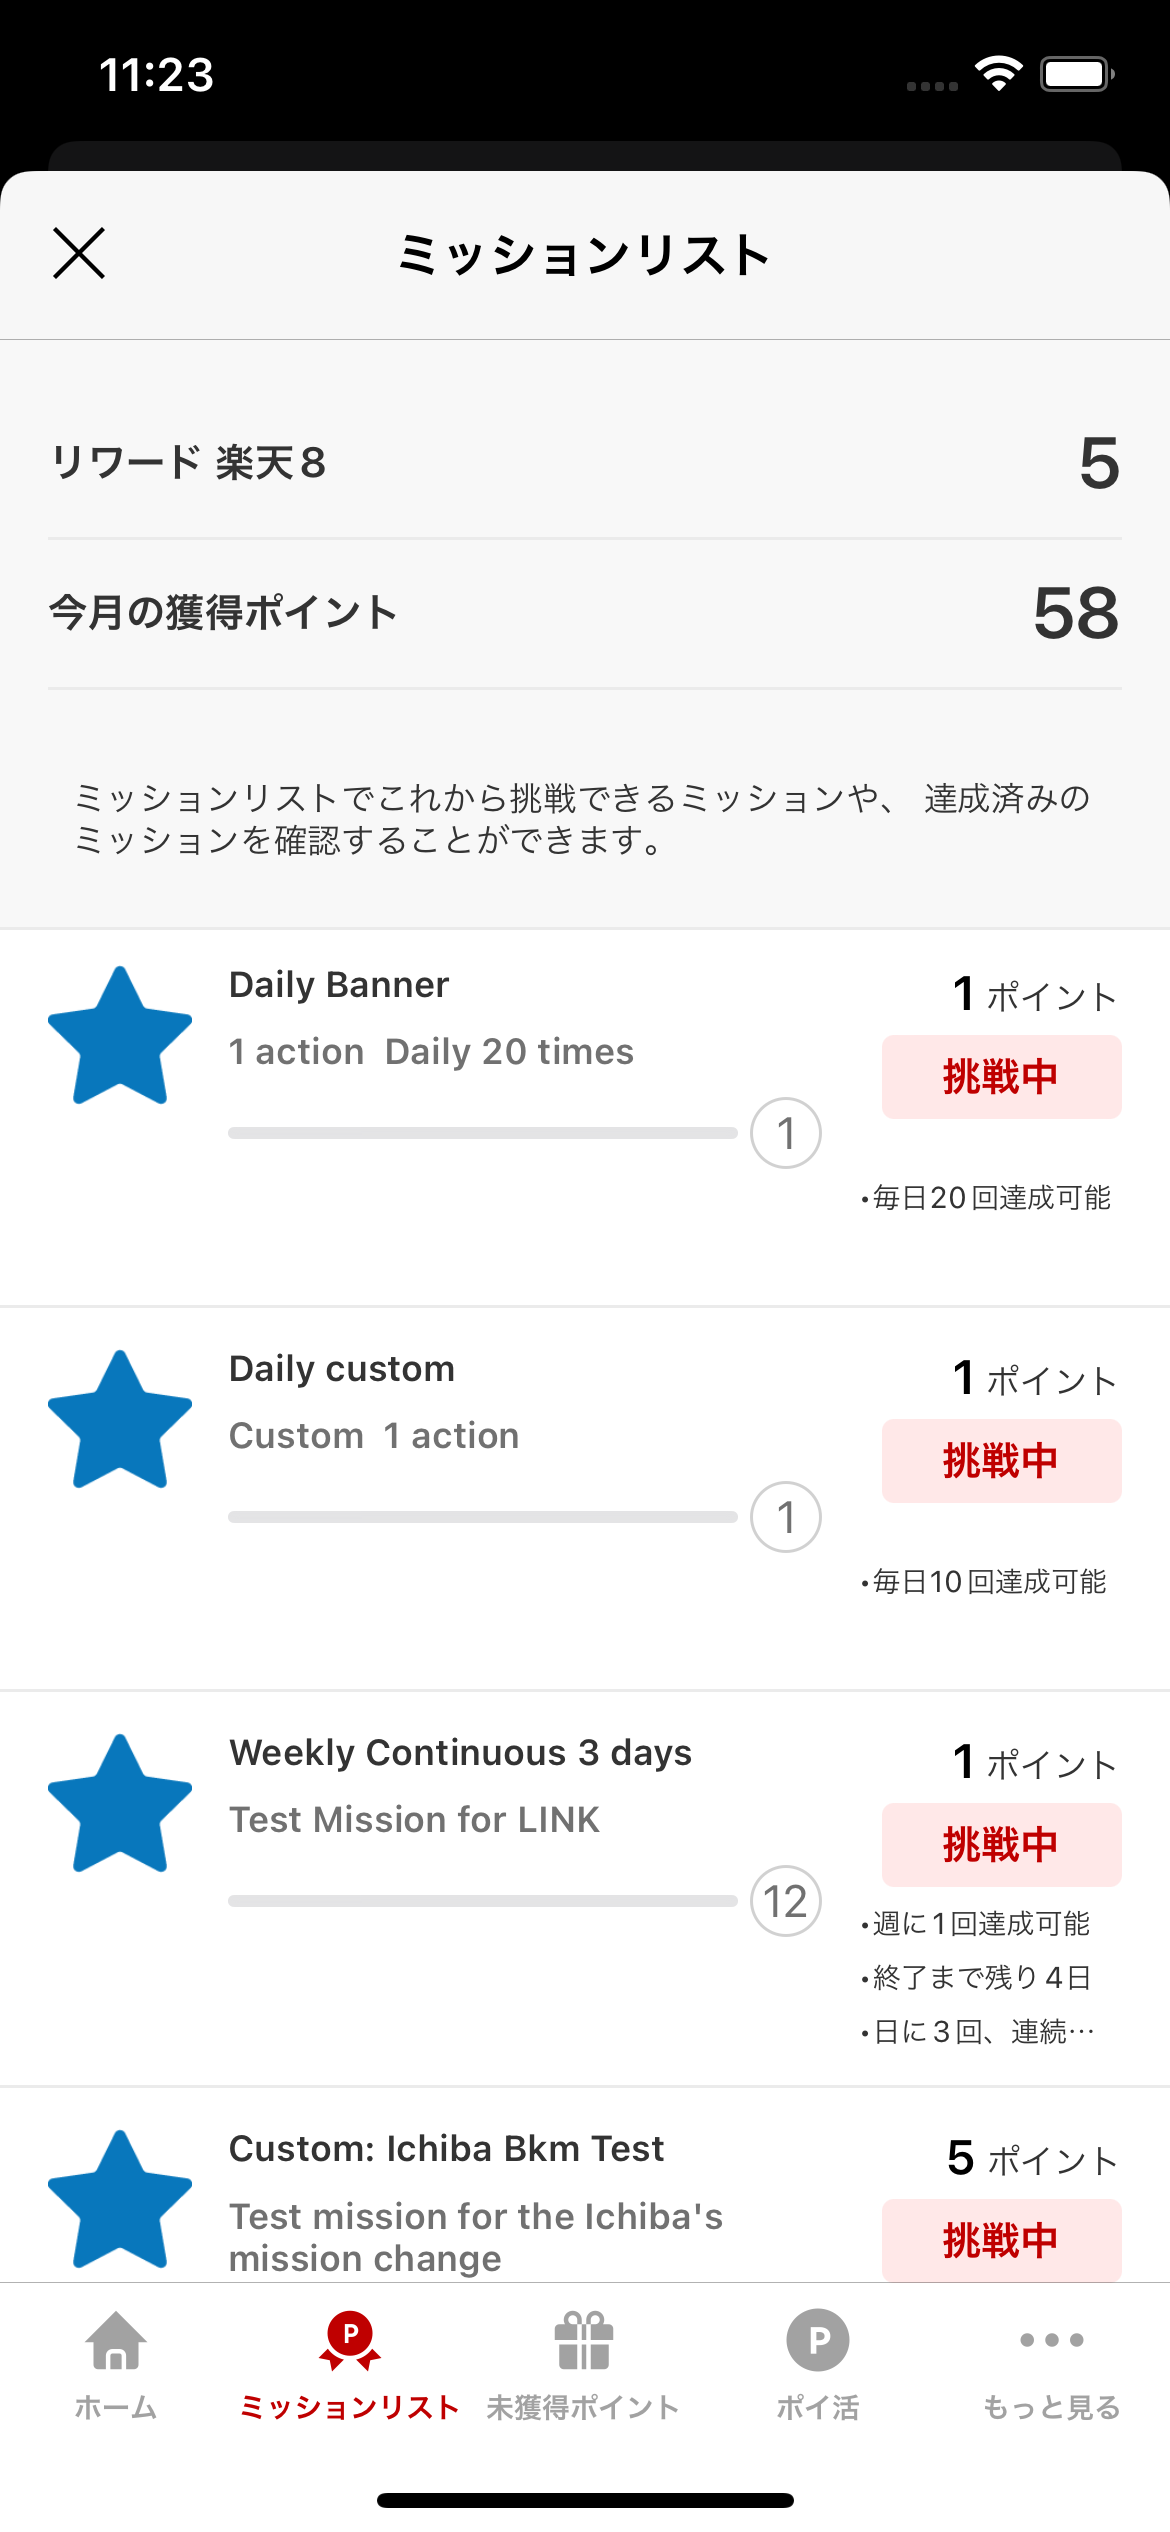 11:23
ミッションリスト
リワード 楽天8
5
今月の獲得ポイント
58
ミッションリストでこれから挑戦できるミッションや、 達成済みの
ミッションを確認することができます。
Daily Banner
1 ポイント
1 action  Daily 20 times
挑戦中
1
•毎日20回達成可能
Daily custom
1 ポイント
Custom  1 action
挑戦中
1
•毎日10回達成可能
Weekly Continuous 3 days
1 ポイント
Test Mission for LINK
挑戦中
12
•週に1回達成可能
•終了まで残り4日
•日に3回、連続…
Custom: Ichiba Bkm Test
5 ポイント
Test mission for the Ichiba's
mission change
挑戦中
P
P
ホーム
ミッションリスト
未獲得ポイント
ポイ活
もっと見る